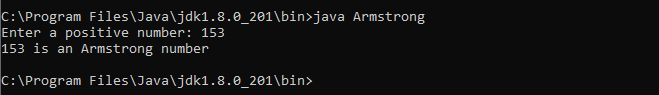 C:\Program Files\Java\jdk1.8.0_201\bin>java Armstrong
Enter a positive number: 153
153 is an Armstrong number
C:\Program Files\Java\jdk1.8.0_201\bin>